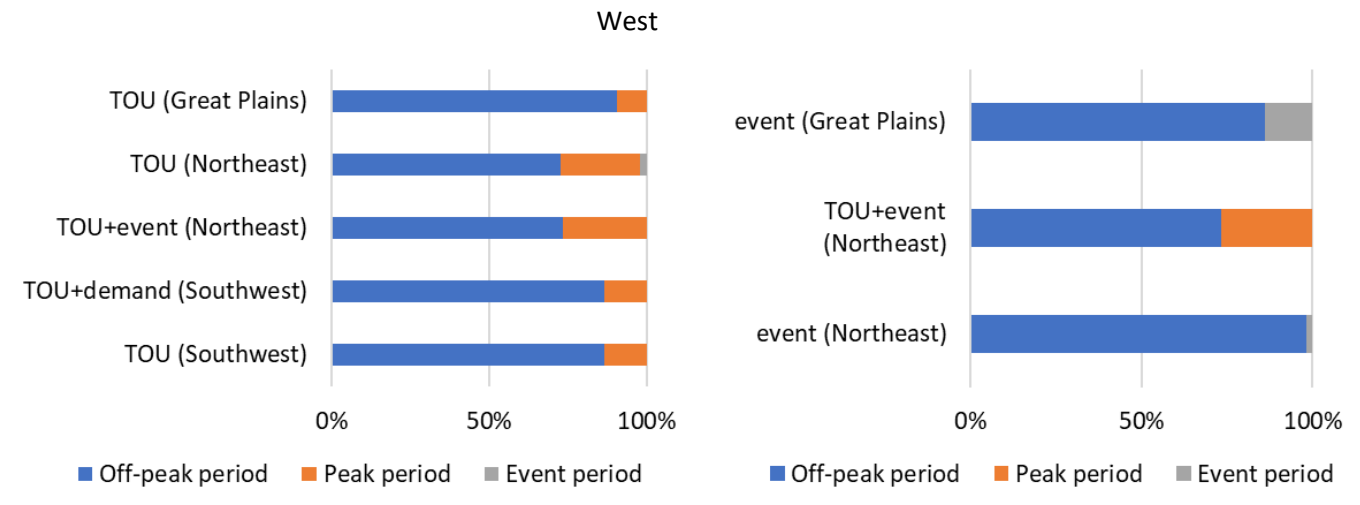 West
TOU (Great Plains)
TOU (Northeast)
TOU+event (Northeast)
TOU+demand (Southwest)
TOU (Southwest)
0%
50%
100%
Off-peak period
Peak period
Event period
event (Great Plains)
TOU+event
(Northeast)
event (Northeast)
0%
50%
100%
Off-peak period
Peak period
Event period